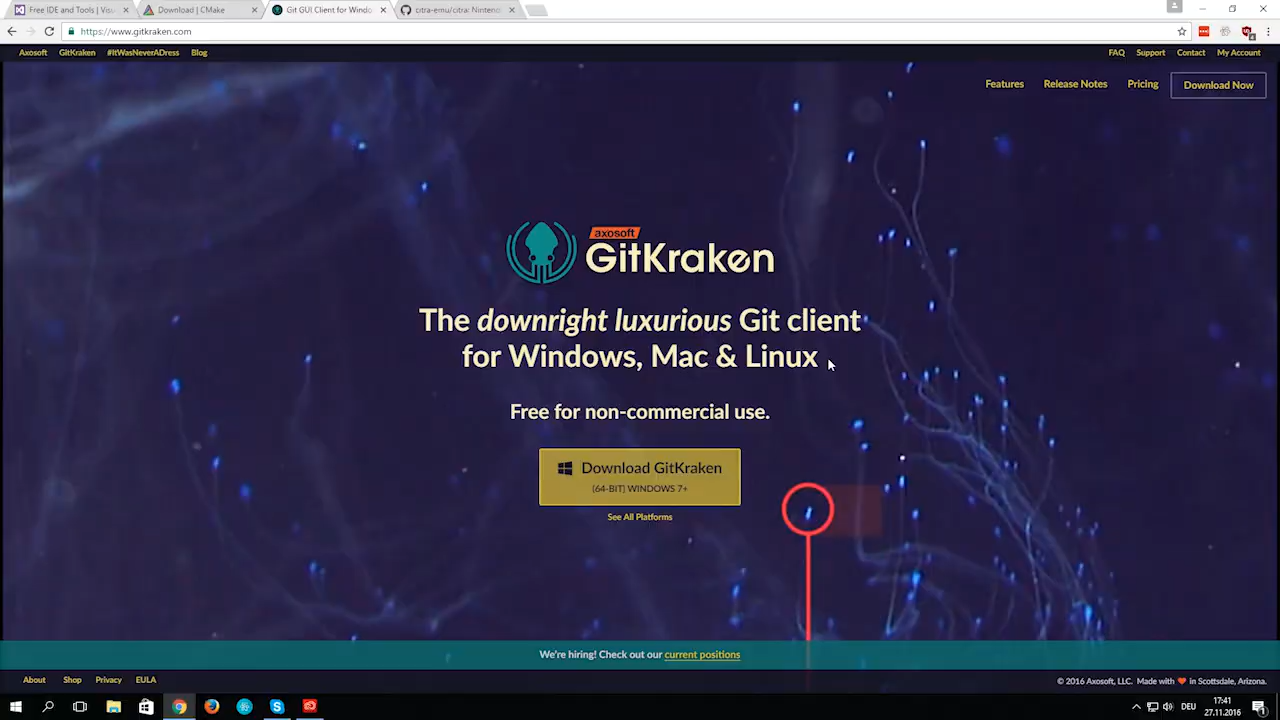 Free IDE and Tools | Visu
Download | CMake
Git GUI Client for Windo
citra-emu/citra: Nintend
https://www.gitkraken.com
Axosoft
GitKraken
#ItWasNeverADress
Blog
FAQ
Support
Contact
My Account
Features
Release Notes
Pricing
Download Now
axosoft
GitKraken
The downright luxurious Git client
for Windows, Mac & Linux
Free for non-commercial use.
Download GitKraken
(64-BIT) WINDOWS 7+
See All Platforms
We're hiring! Check out our current positions
About
Shop
Privacy
EULA
© 2016 Axosoft, LLC. Made with ❤ in Scottsdale, Arizona.
DEU
17:41
27.11.2016